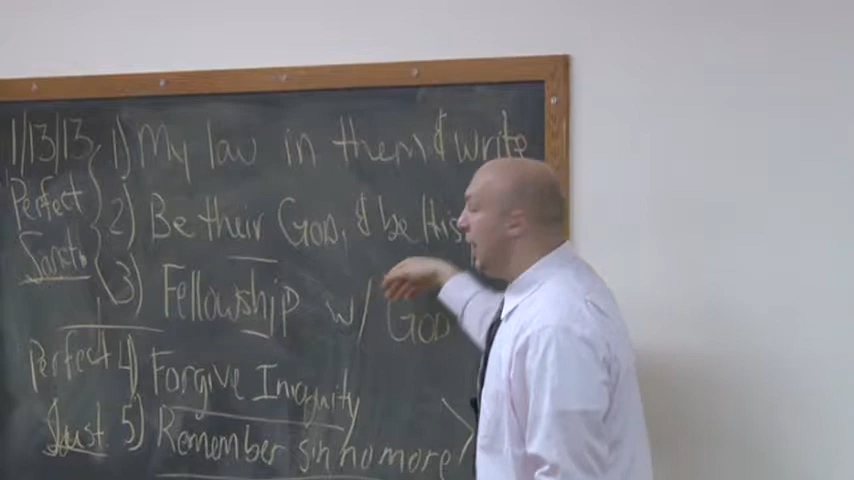 1/13/13 1) My law in them & write
Perfect 2) Be their God, & be His
Sanct. 3) Fellowship w/ God
Perfect 4) Forgive Iniquity
Just. 5) Remember sin no more